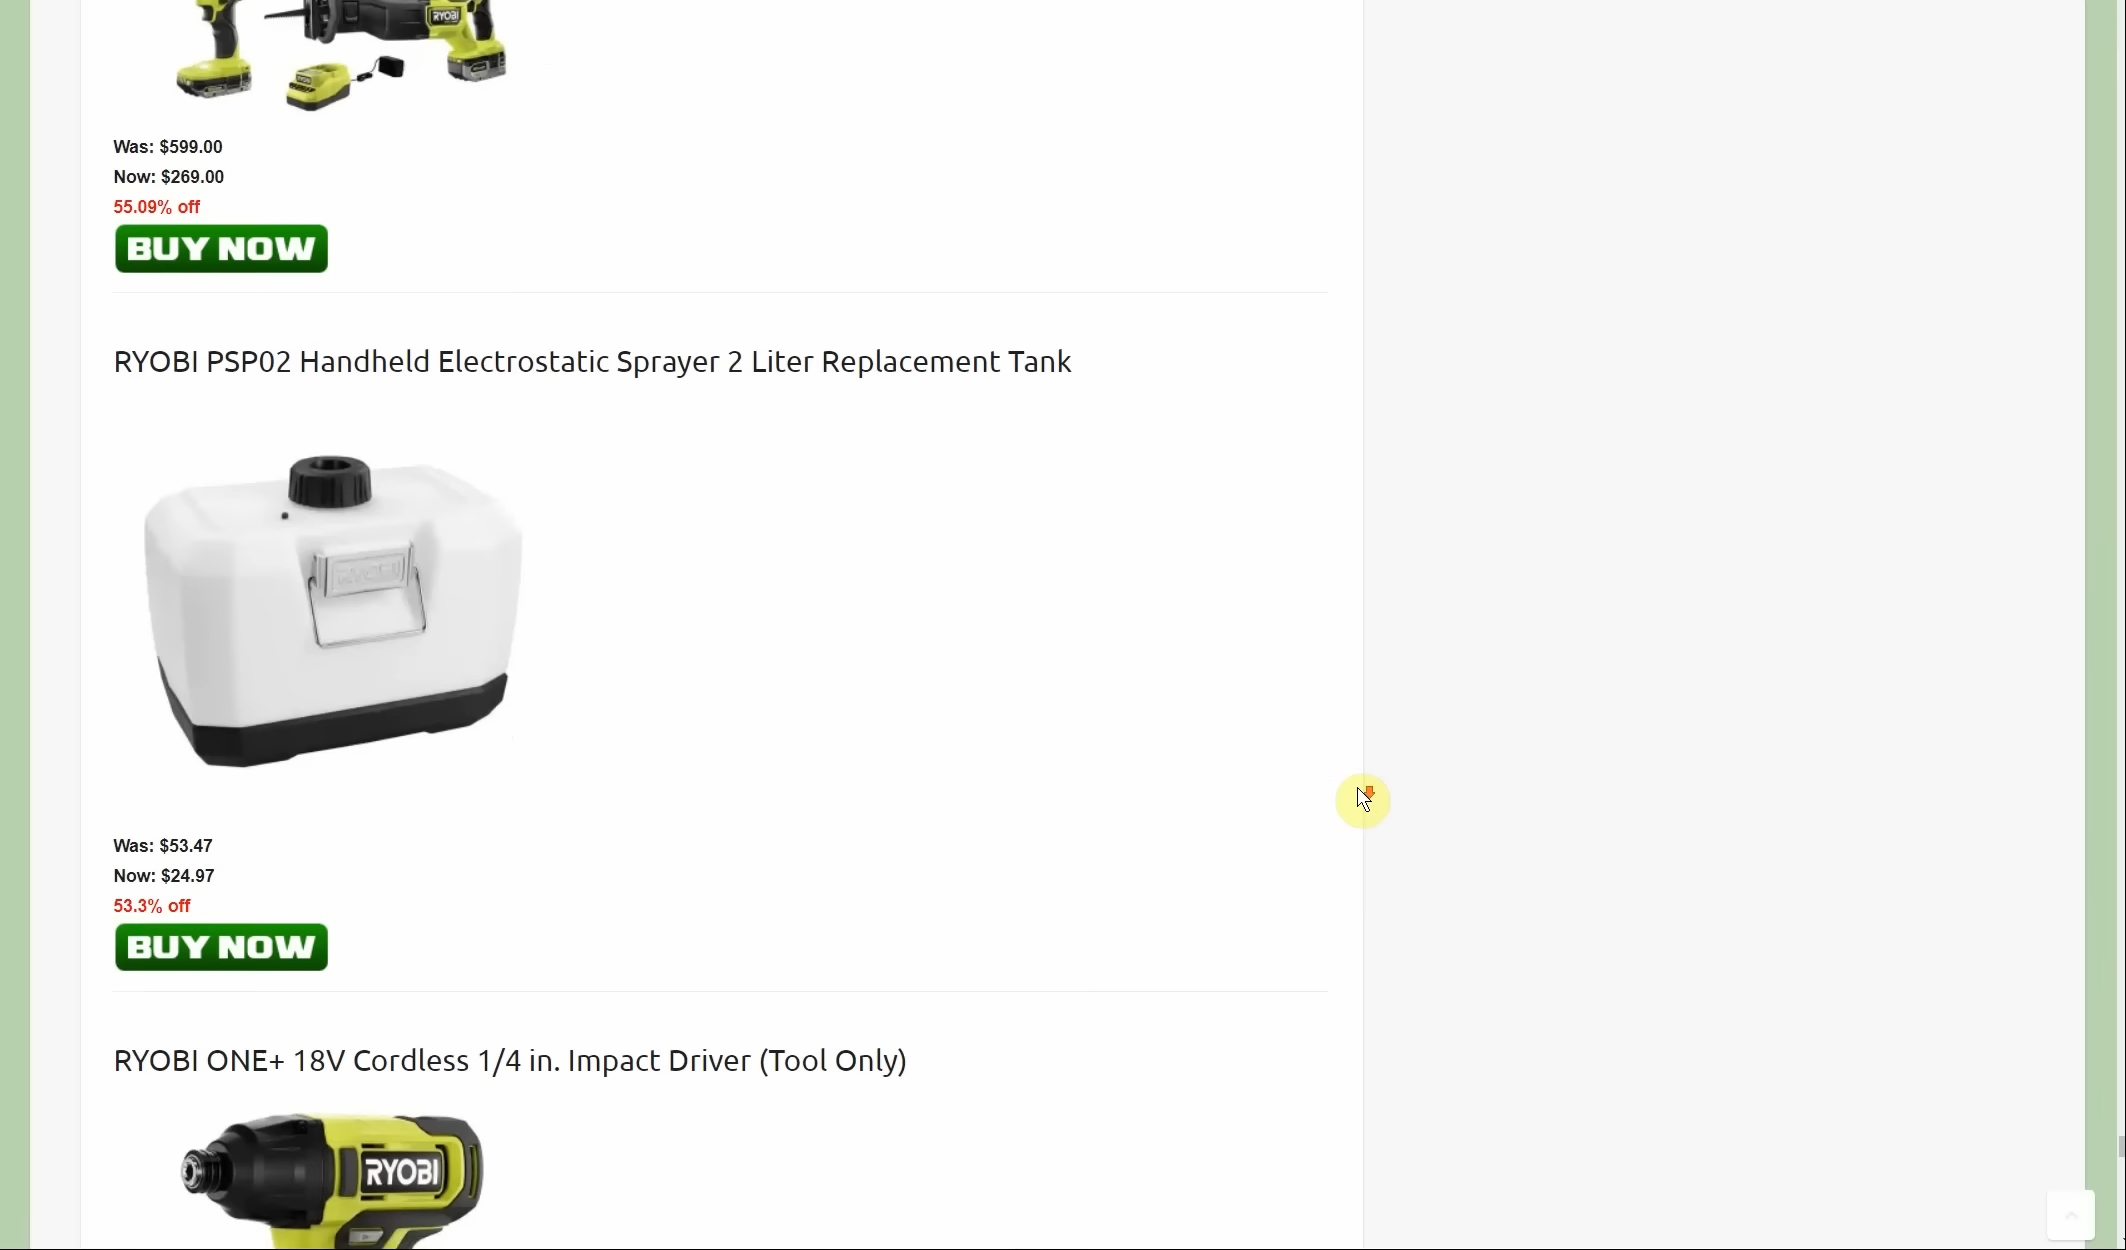 RYOBI
Was: $599.00
Now: $269.00
55.09% off
BUY NOW
RYOBI PSP02 Handheld Electrostatic Sprayer 2 Liter Replacement Tank
RYOBI
Was: $53.47
Now: $24.97
53.3% off
BUY NOW
RYOBI ONE+ 18V Cordless 1/4 in. Impact Driver (Tool Only)
RYOBI